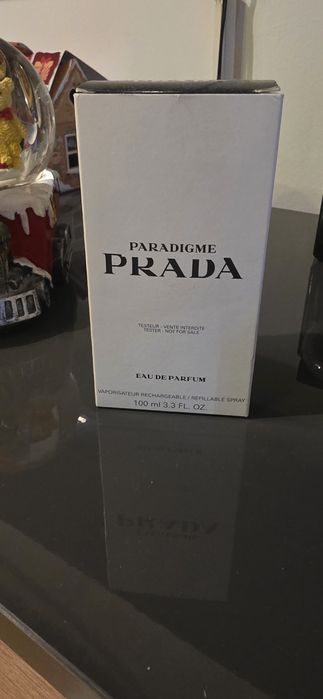 PARADIGME
PRADA
TESTEUR - VENTE INTERDITE
TESTER - NOT FOR SALE
EAU DE PARFUM
VAPORISATEUR RECHARGEABLE / REFILLABLE SPRAY
100 ml 3.3 FL. OZ.